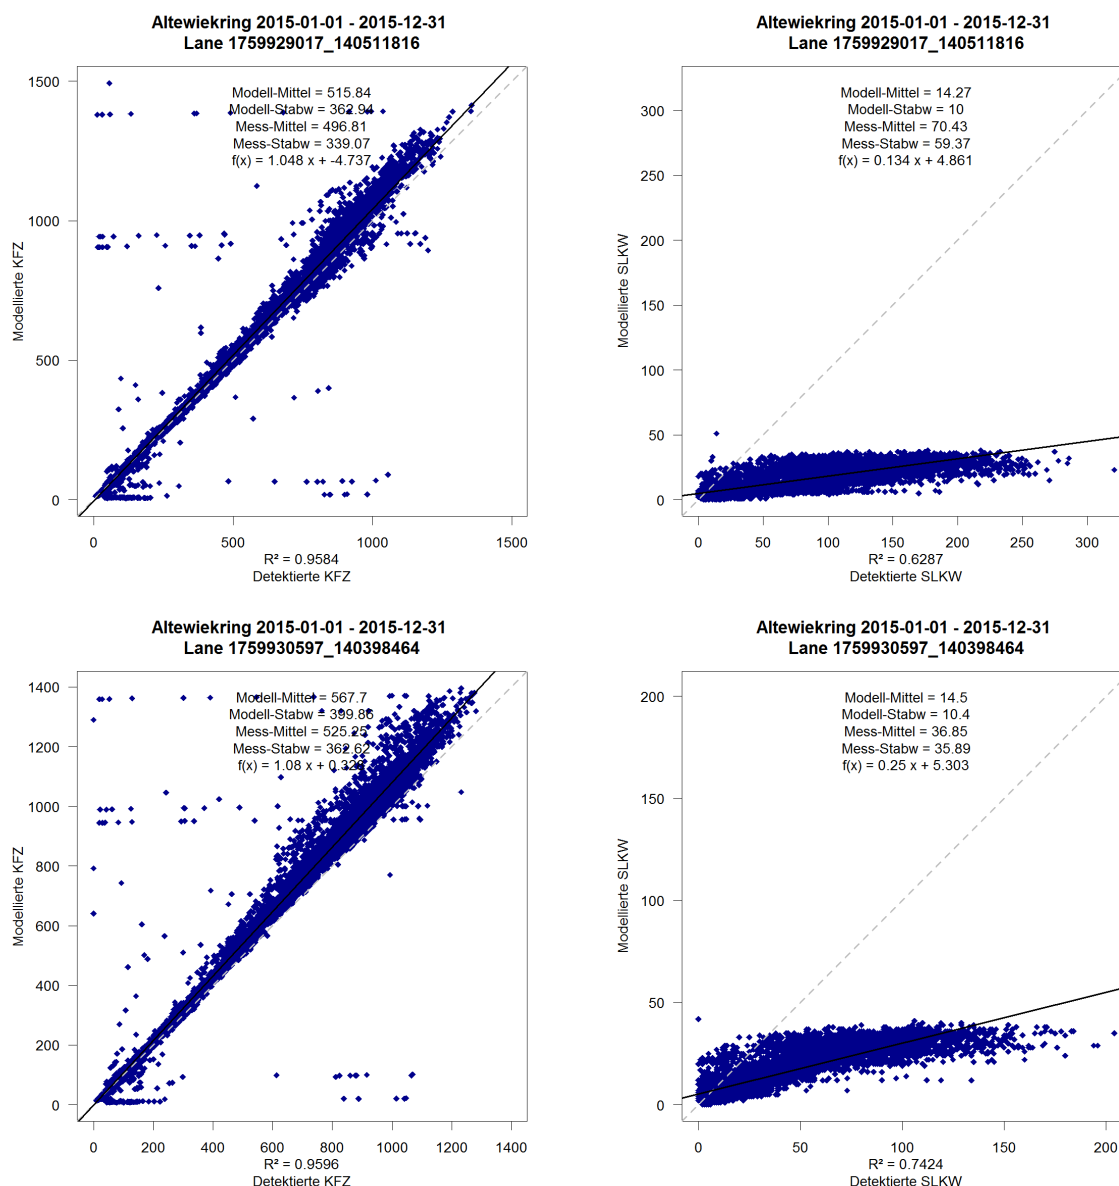 Altewiekring 2015-01-01 - 2015-12-31
Lane 1759929017_140511816
Modell-Mittel = 515.84
Modell-Stabw = 362.94
Mess-Mittel = 496.81
Mess-Stabw = 339.07
f(x) = 1.048 x + -4.737
1500
1000
500
0
Modellierte KFZ
0 500 1000 1500
R² = 0.9584
Detektierte KFZ
Altewiekring 2015-01-01 - 2015-12-31
Lane 1759929017_140511816
Modell-Mittel = 14.27
Modell-Stabw = 10
Mess-Mittel = 70.43
Mess-Stabw = 59.37
f(x) = 0.134 x + 4.861
300
250
200
150
100
50
0
Modellierte SLKW
0 50 100 150 200 250 300
R² = 0.6287
Detektierte SLKW
Altewiekring 2015-01-01 - 2015-12-31
Lane 1759930597_140398464
Modell-Mittel = 567.7
Modell-Stabw = 399.86
Mess-Mittel = 525.25
Mess-Stabw = 362.62
f(x) = 1.08 x + 0.328
1400
1200
1000
800
600
400
200
0
Modellierte KFZ
0 200 400 600 800 1000 1200 1400
R² = 0.9596
Detektierte KFZ
Altewiekring 2015-01-01 - 2015-12-31
Lane 1759930597_140398464
Modell-Mittel = 14.5
Modell-Stabw = 10.4
Mess-Mittel = 36.85
Mess-Stabw = 35.89
f(x) = 0.25 x + 5.303
200
150
100
50
0
Modellierte SLKW
0 50 100 150 200
R² = 0.7424
Detektierte SLKW